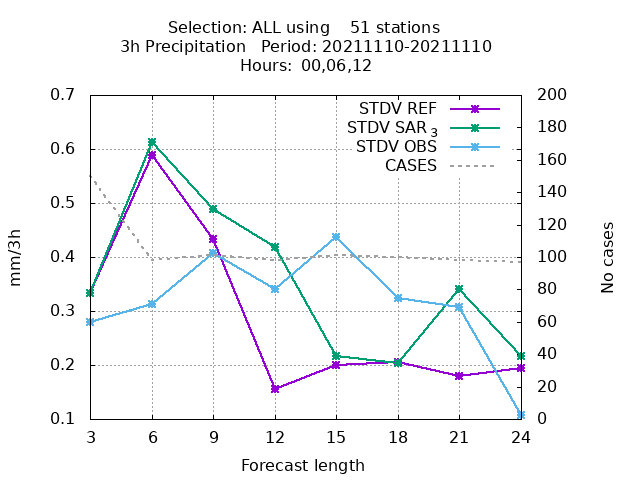 Selection: ALL using    51 stations
3h Precipitation   Period: 20211110-20211110
Hours:  00,06,12
0.7
0.6
0.5
0.4
0.3
0.2
0.1
mm/3h
STDV REF
STDV SAR 3
STDV OBS
CASES
200
180
160
140
120
100
80
60
40
20
0
No cases
3 6 9 12 15 18 21 24
Forecast length